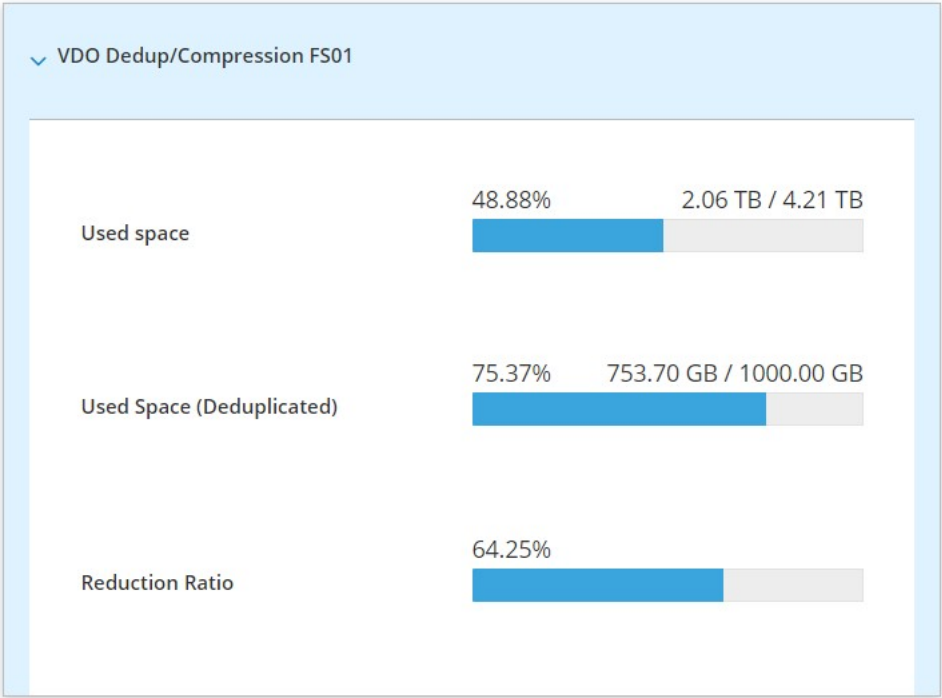 VDO Dedup/Compression FS01
48.88% 2.06 TB / 4.21 TB
Used space
75.37% 753.70 GB / 1000.00 GB
Used Space (Deduplicated)
64.25%
Reduction Ratio